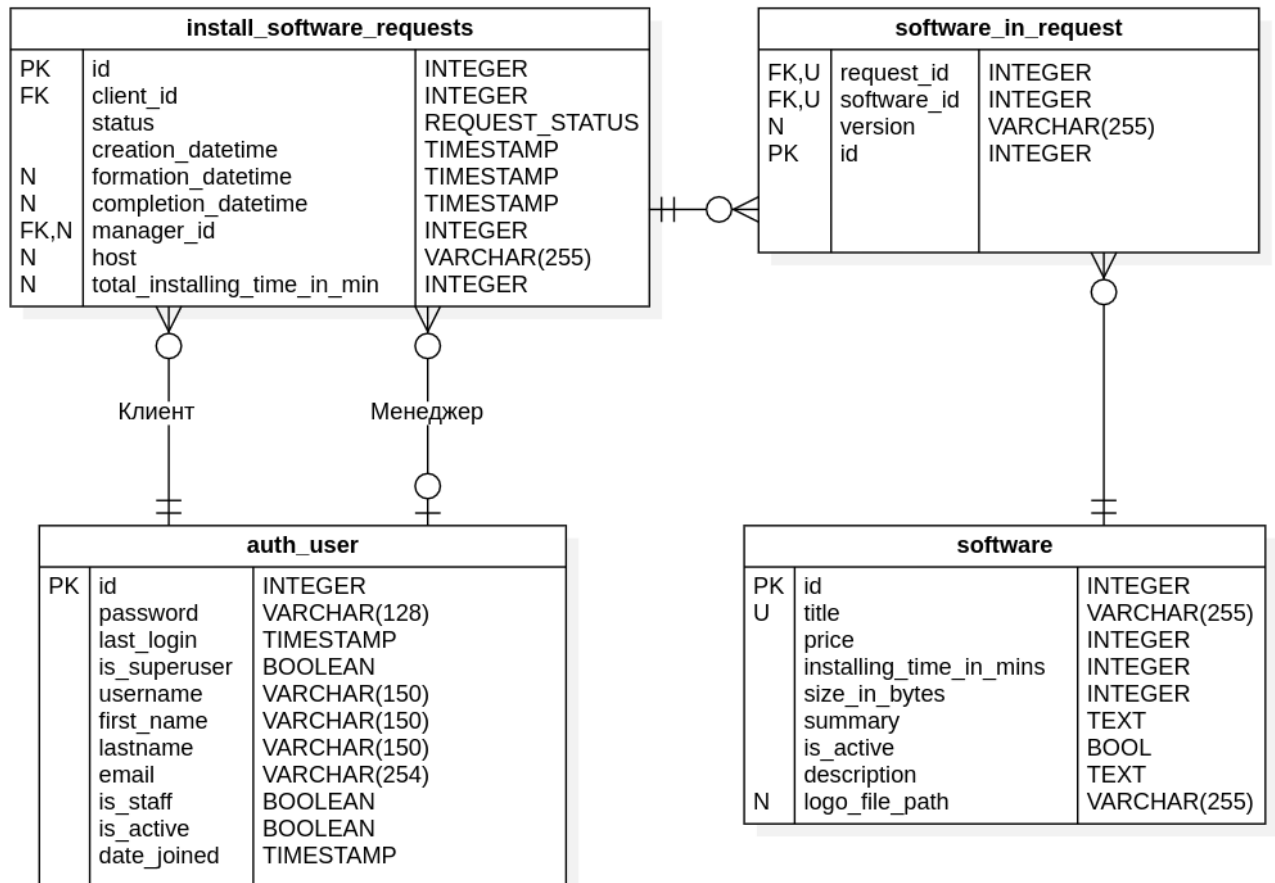 install_software_requests
PK id INTEGER
FK client_id INTEGER
status REQUEST_STATUS
creation_datetime TIMESTAMP
N formation_datetime TIMESTAMP
N completion_datetime TIMESTAMP
FK,N manager_id INTEGER
N host VARCHAR(255)
N total_installing_time_in_min INTEGER
software_in_request
FK,U request_id INTEGER
FK,U software_id INTEGER
N version VARCHAR(255)
PK id INTEGER
Клиент
Менеджер
auth_user
PK id INTEGER
password VARCHAR(128)
last_login TIMESTAMP
is_superuser BOOLEAN
username VARCHAR(150)
first_name VARCHAR(150)
lastname VARCHAR(150)
email VARCHAR(254)
is_staff BOOLEAN
is_active BOOLEAN
date_joined TIMESTAMP
software
PK id INTEGER
U title VARCHAR(255)
price INTEGER
installing_time_in_mins INTEGER
size_in_bytes INTEGER
summary TEXT
is_active BOOL
description TEXT
N logo_file_path VARCHAR(255)